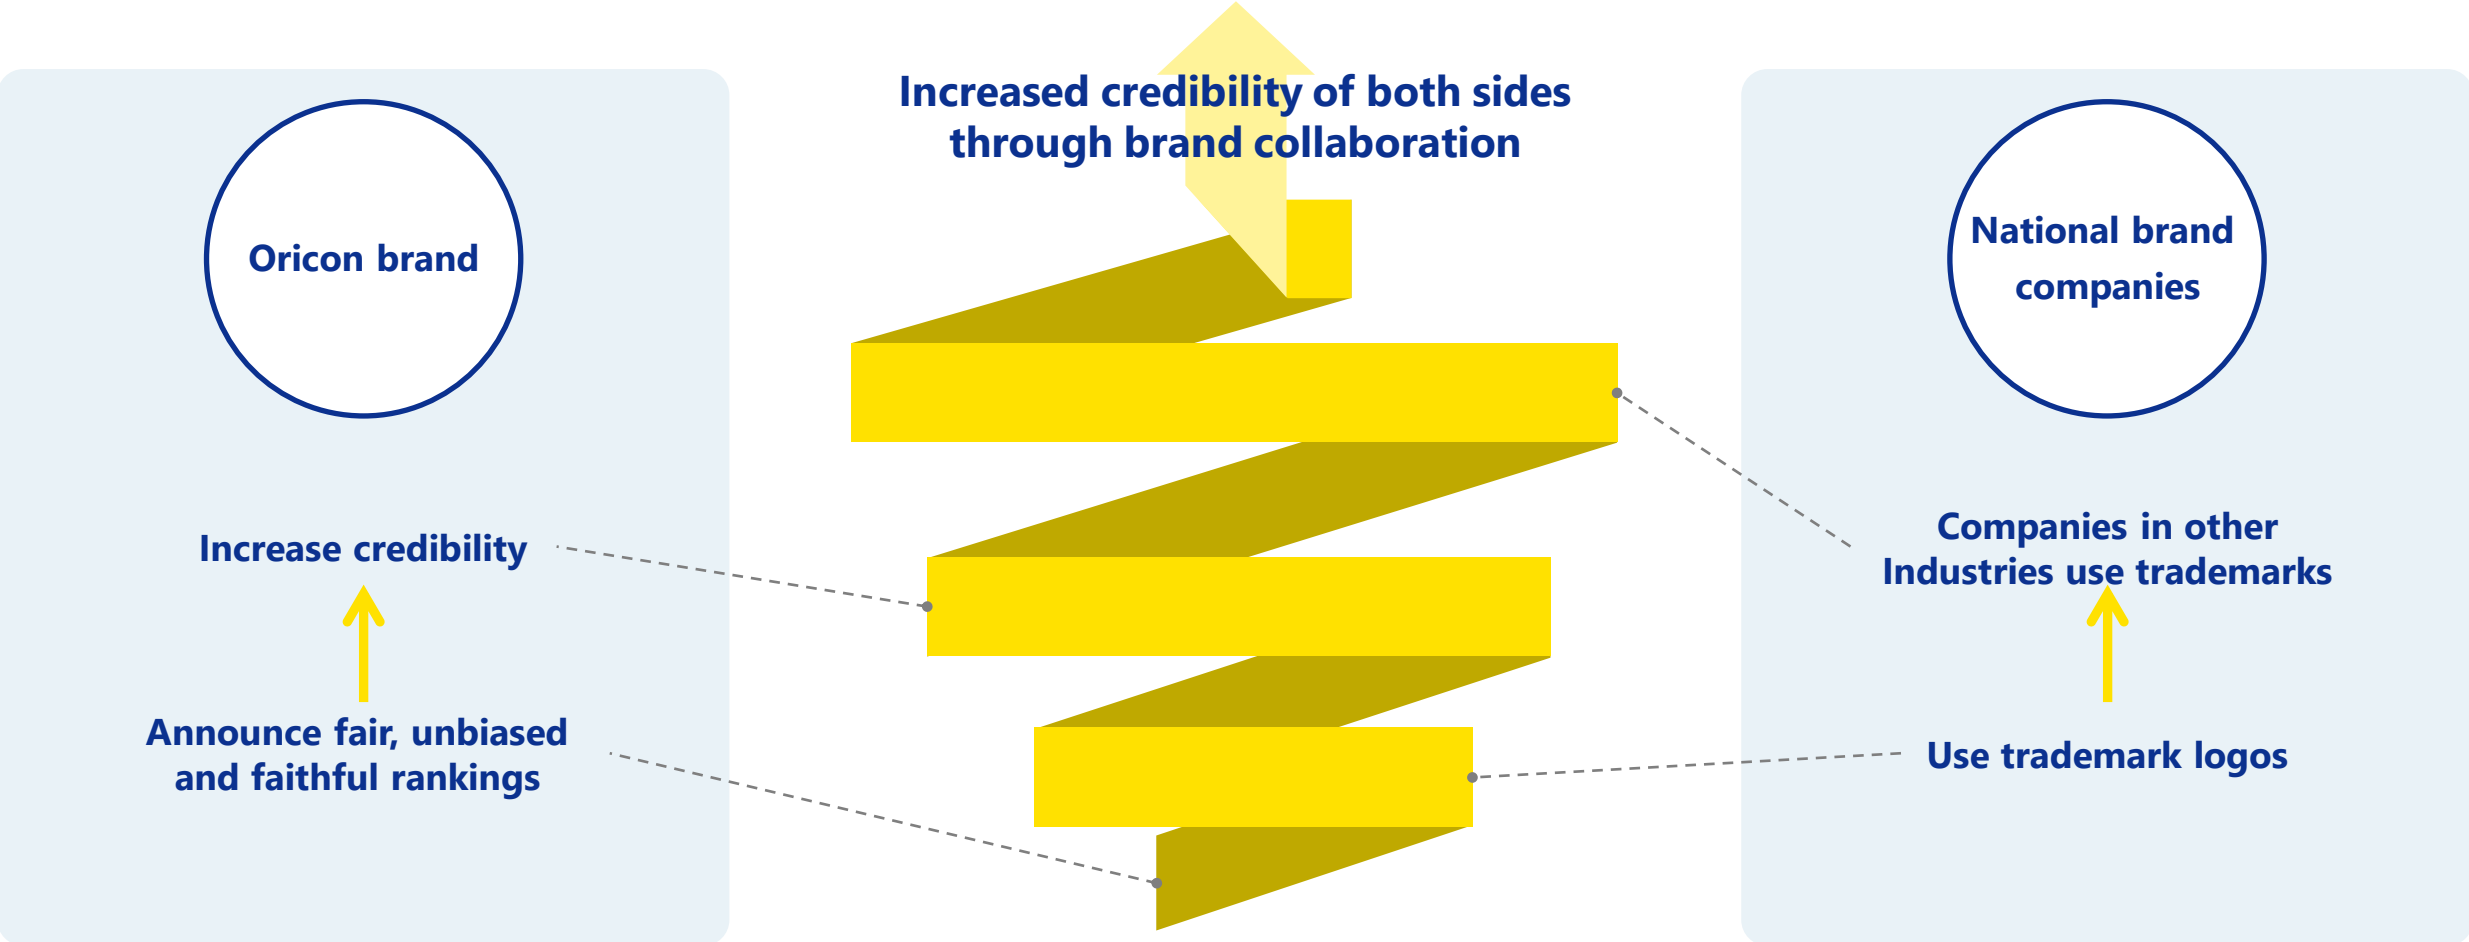 Increased credibility of both sides
through brand collaboration
Oricon brand
Increase credibility
Announce fair, unbiased
and faithful rankings
National brand
companies
Companies in other
Industries use trademarks
Use trademark logos